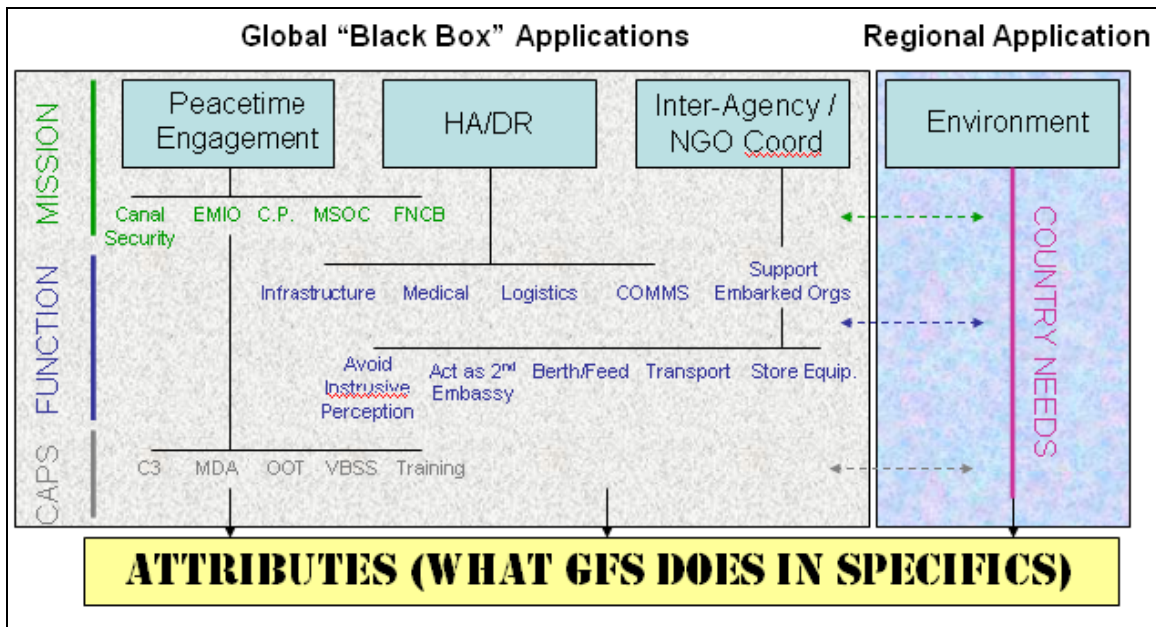 Global “Black Box” Applications
Regional Application
MISSION
Peacetime
Engagement
HA/DR
Inter-Agency /
NGO Coord
Environment
Canal
Security
EMIO
C.P.
MSOC
FNCB
FUNCTION
Infrastructure
Medical
Logistics
COMMS
Support
Embarked Orgs
Avoid
Instrusive
Perception
Act as 2nd
Embassy
Berth/Feed
Transport
Store Equip.
COUNTRY NEEDS
CAPS
C3
MDA
OOT
VBSS
Training
ATTRIBUTES (WHAT GFS DOES IN SPECIFICS)